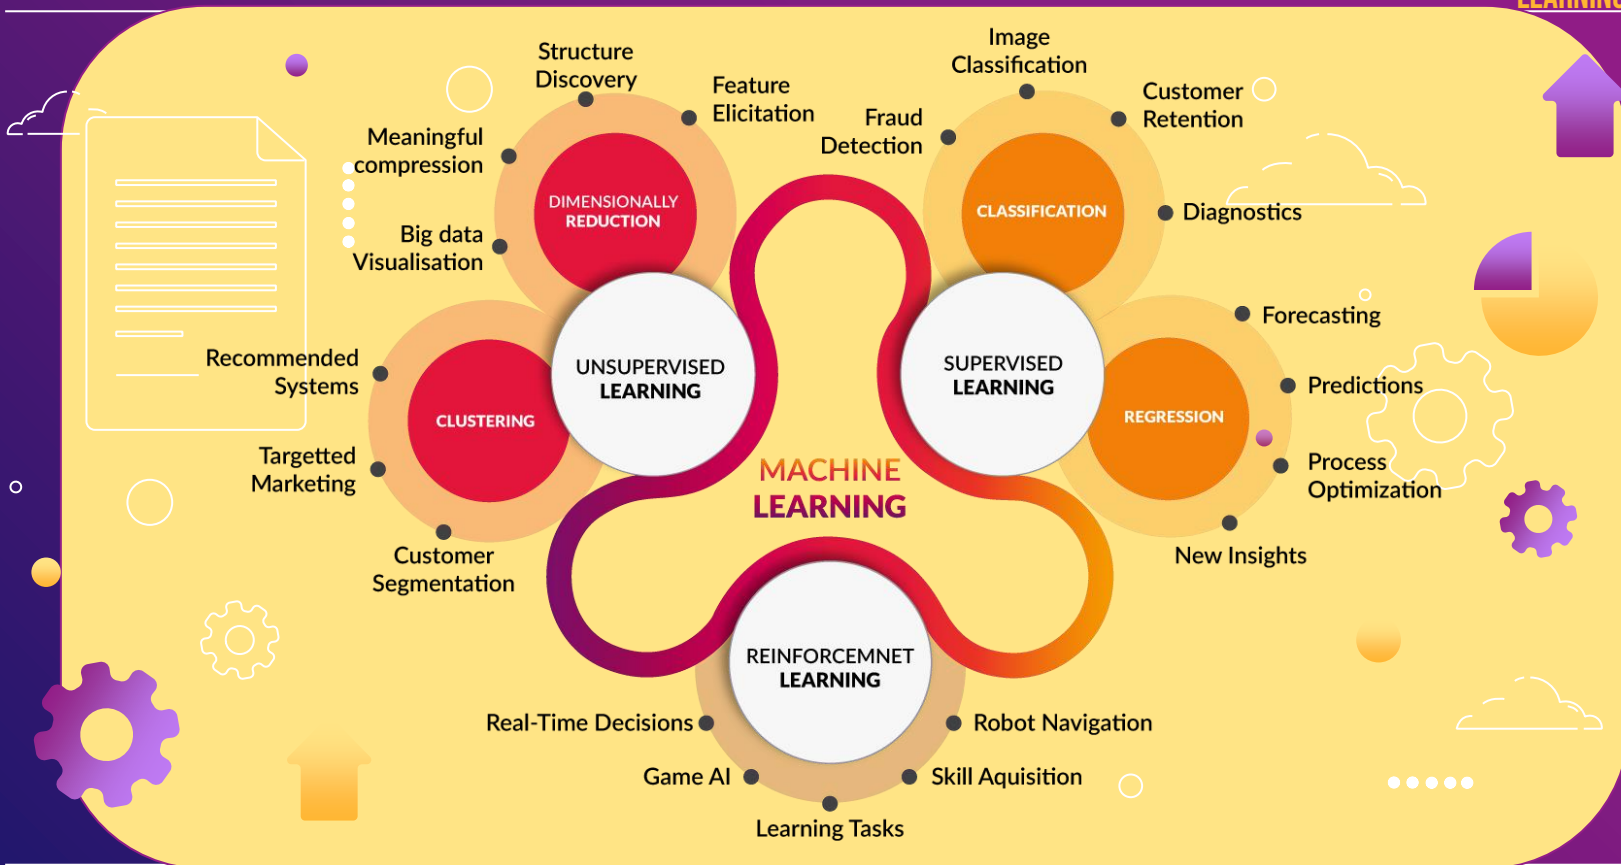 LEARNING
Structure
Discovery
Feature
Elicitation
Meaningful
compression
Big data
Visualisation
DIMENSIONALLY
REDUCTION
Recommended
Systems
Targetted
Marketing
Customer
Segmentation
CLUSTERING
UNSUPERVISED
LEARNING
Image
Classification
Fraud
Detection
Customer
Retention
Diagnostics
CLASSIFICATION
SUPERVISED
LEARNING
Forecasting
Predictions
Process
Optimization
New Insights
REGRESSION
MACHINE
LEARNING
REINFORCEMNET
LEARNING
Real-Time Decisions
Game AI
Learning Tasks
Robot Navigation
Skill Aquisition